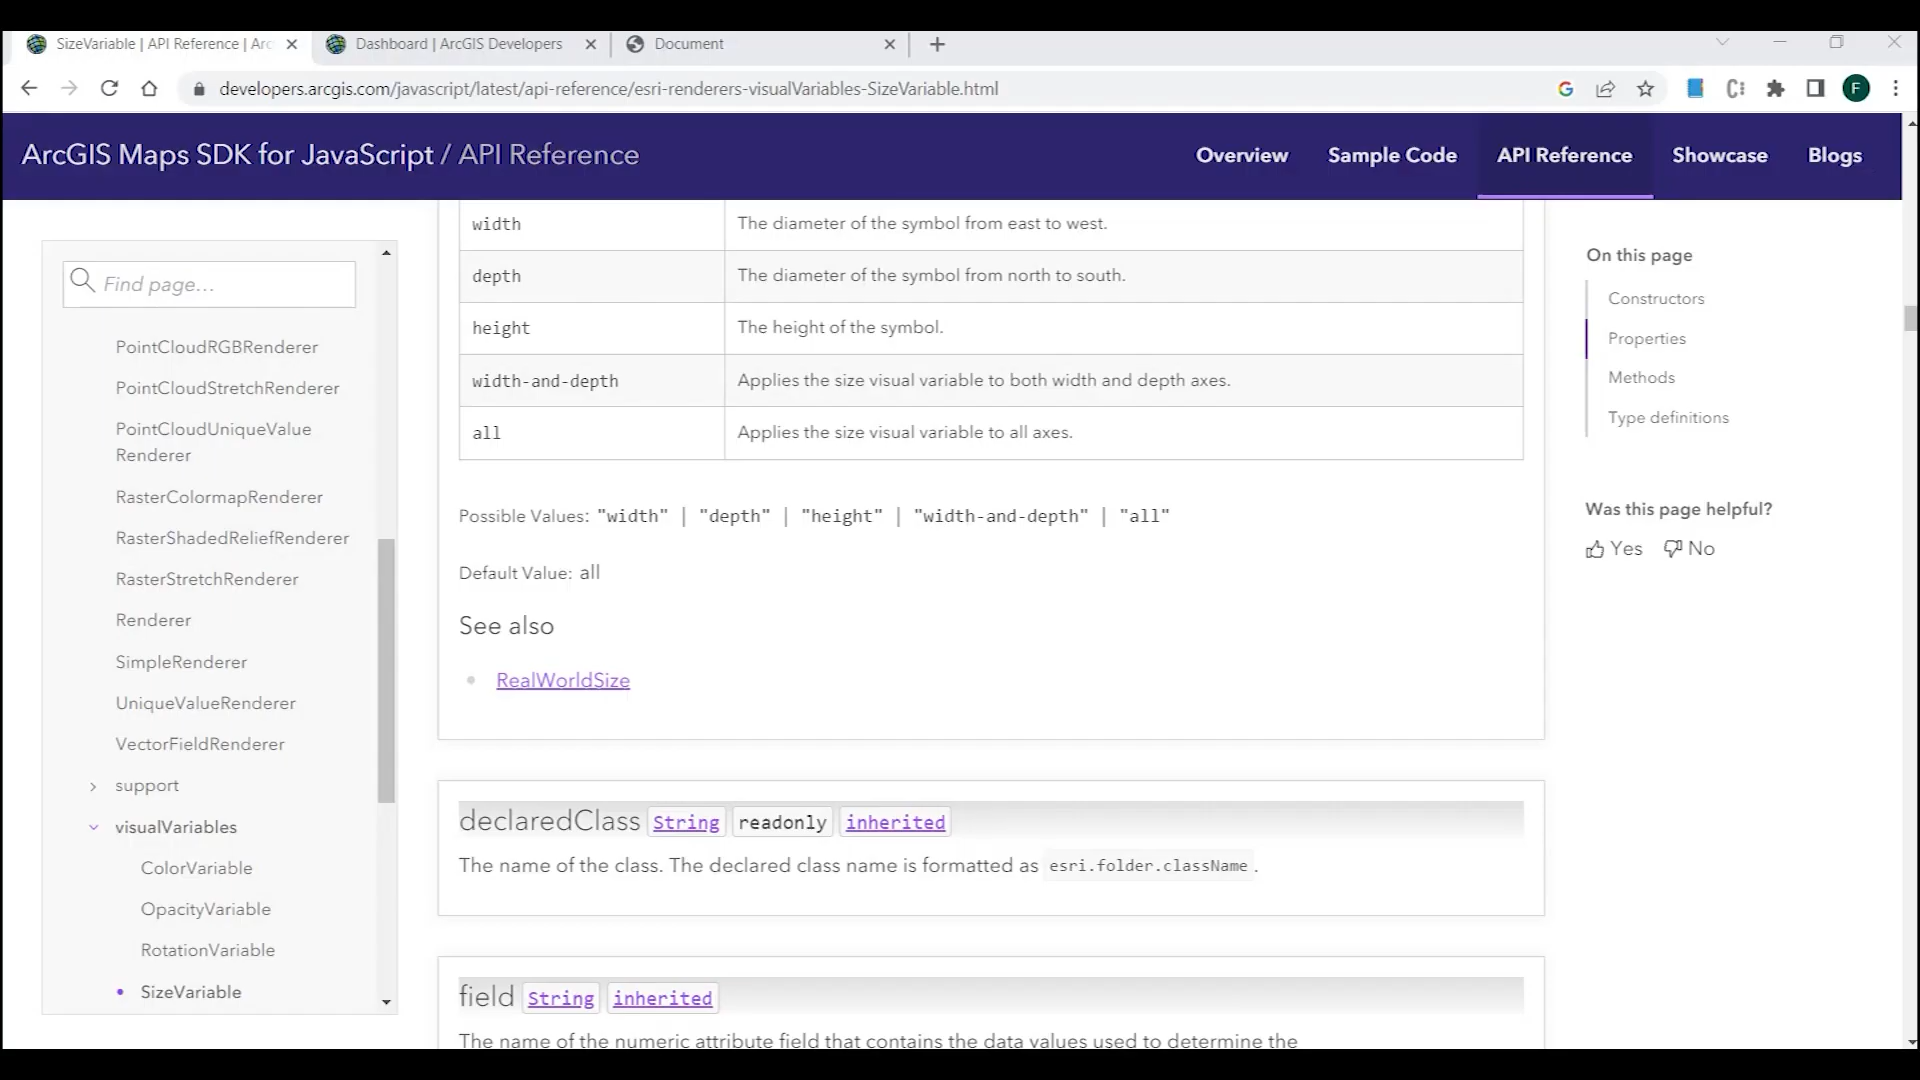 SizeVariable | API Reference | Arc
Dashboard | ArcGIS Developers
Document
developers.arcgis.com/javascript/latest/api-reference/esri-renderers-visualVariables-SizeVariable.html
F
ArcGIS Maps SDK for JavaScript / API Reference
Overview
Sample Code
API Reference
Showcase
Blogs
Find page...
PointCloudRGBRenderer
PointCloudStretchRenderer
PointCloudUniqueValue
Renderer
RasterColormapRenderer
RasterShadedReliefRenderer
RasterStretchRenderer
Renderer
SimpleRenderer
UniqueValueRenderer
VectorFieldRenderer
support
visualVariables
ColorVariable
OpacityVariable
RotationVariable
SizeVariable
width The diameter of the symbol from east to west.
depth The diameter of the symbol from north to south.
height The height of the symbol.
width-and-depth Applies the size visual variable to both width and depth axes.
all Applies the size visual variable to all axes.
Possible Values: "width" | "depth" | "height" | "width-and-depth" | "all"
Default Value: all
See also
RealWorldSize
declaredClass String readonly inherited
The name of the class. The declared class name is formatted as esri.folder.className .
field String inherited
The name of the numeric attribute field that contains the data values used to determine the
On this page
Constructors
Properties
Methods
Type definitions
Was this page helpful?
Yes No